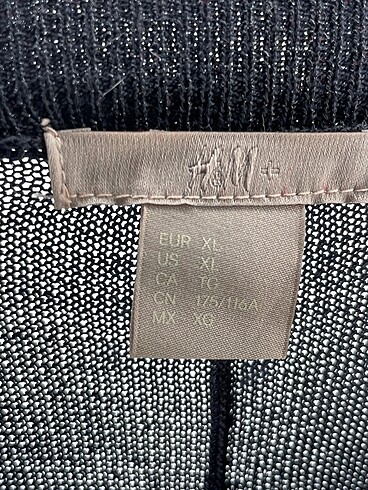 H&M +
EUR XL
US XL
CA TG
CN 175/116A
MX XG